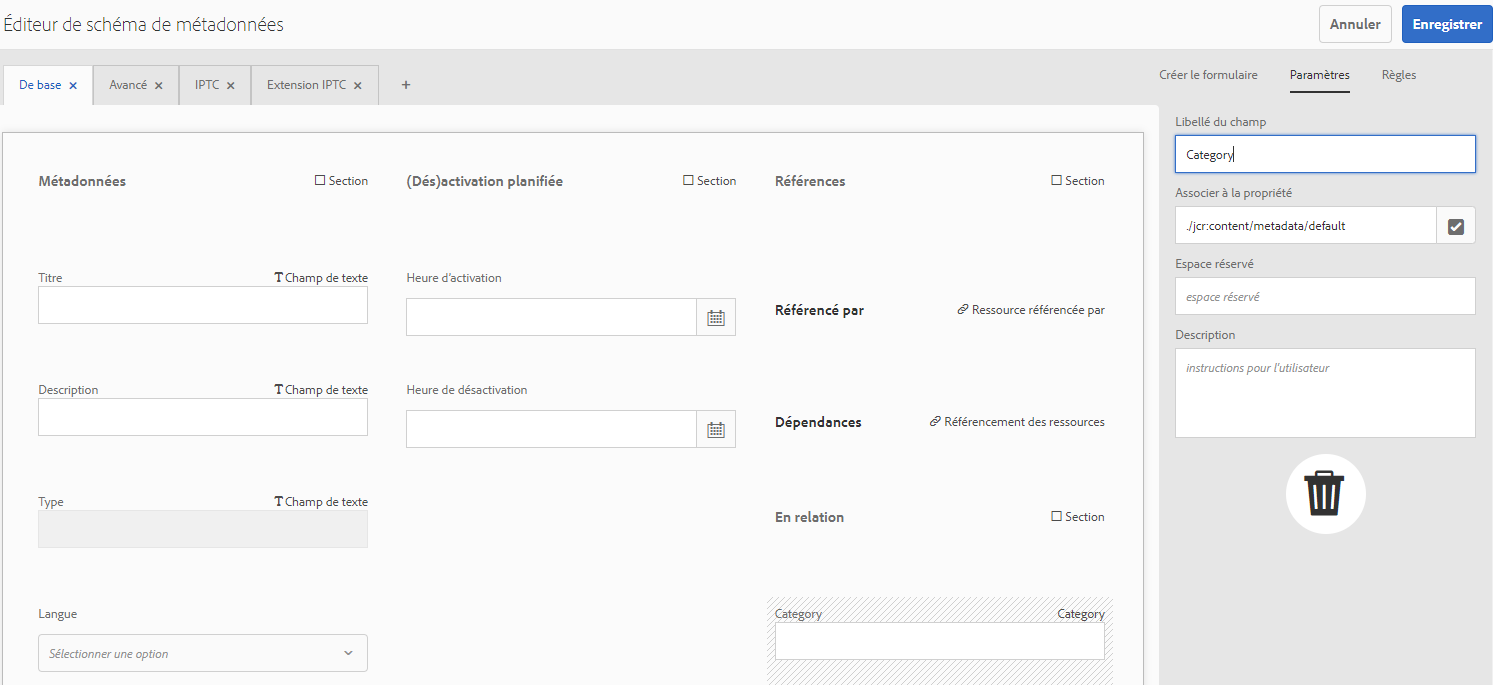 Éditeur de schéma de métadonnées
Annuler
Enregistrer
De base
Avancé
IPTC
Extension IPTC
+
Créer le formulaire
Paramètres
Règles
Métadonnées
Section
(Dés)activation planifiée
Section
Références
Section
Titre
Champ de texte
Heure d'activation
Référencé par
Ressource référencée par
Description
Champ de texte
Heure de désactivation
Dépendances
Référencement des ressources
Type
Champ de texte
En relation
Section
Langue
Sélectionner une option
Category
Category
Libellé du champ
Category
Associer à la propriété
./jcr:content/metadata/default
Espace réservé
espace réservé
Description
instructions pour l'utilisateur